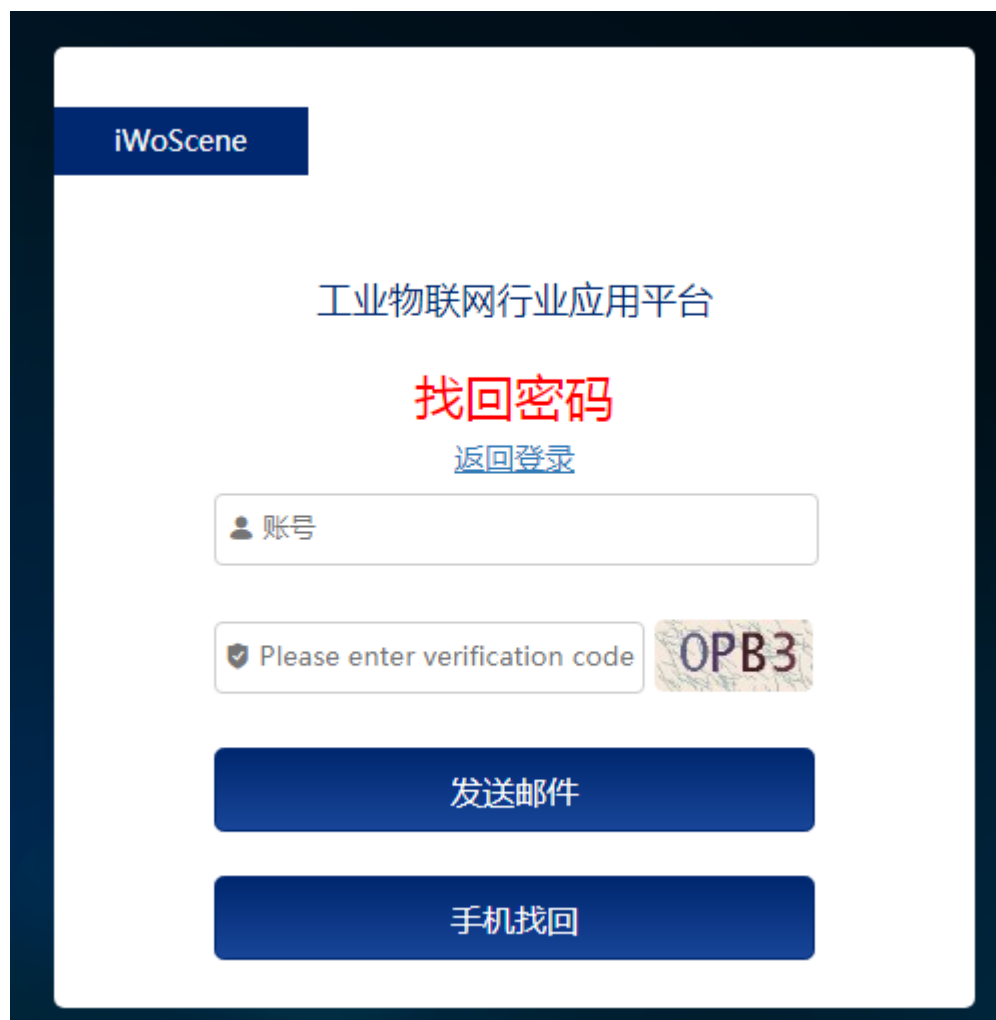 iWoScene
工业物联网行业应用平台
找回密码
返回登录
账号
Please enter verification code
OPB3
发送邮件
手机找回